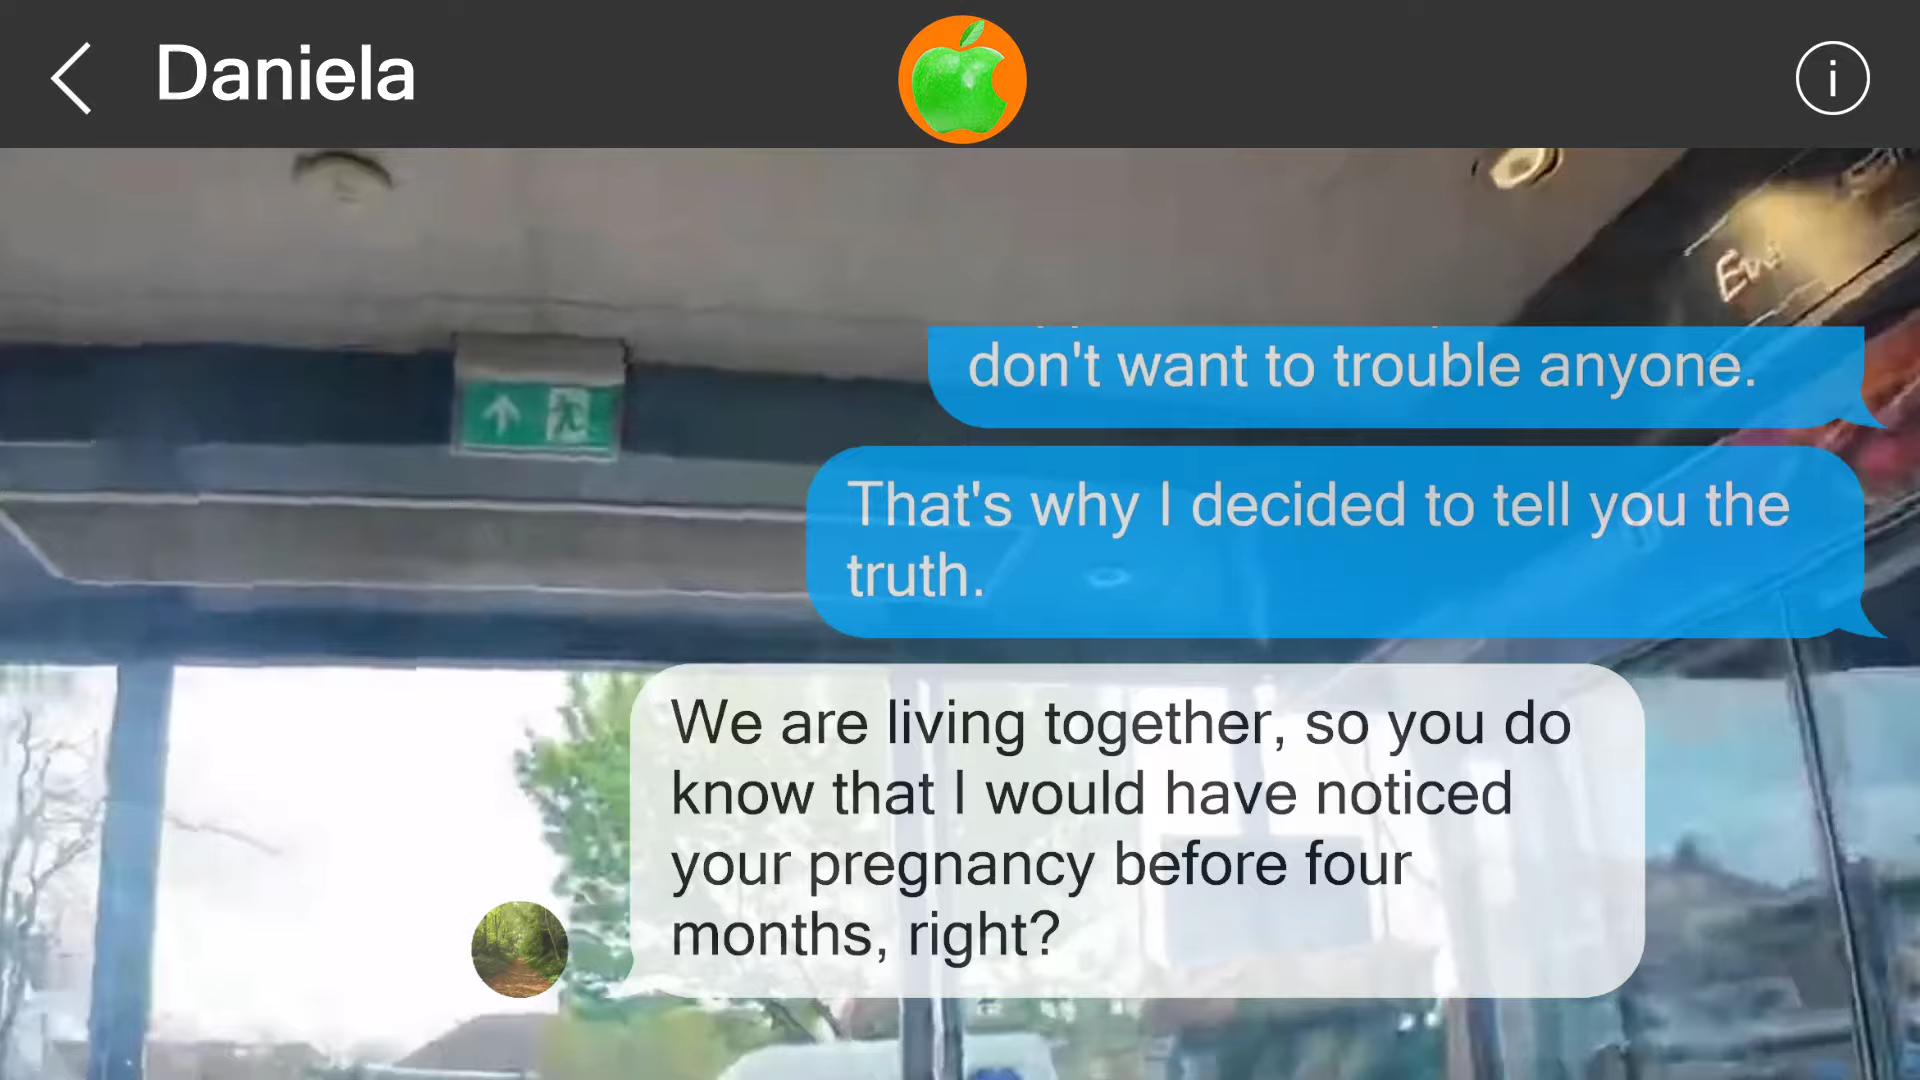 Daniela
i
don't want to trouble anyone.
That's why I decided to tell you the
truth.
We are living together, so you do
know that I would have noticed
your pregnancy before four
months, right?